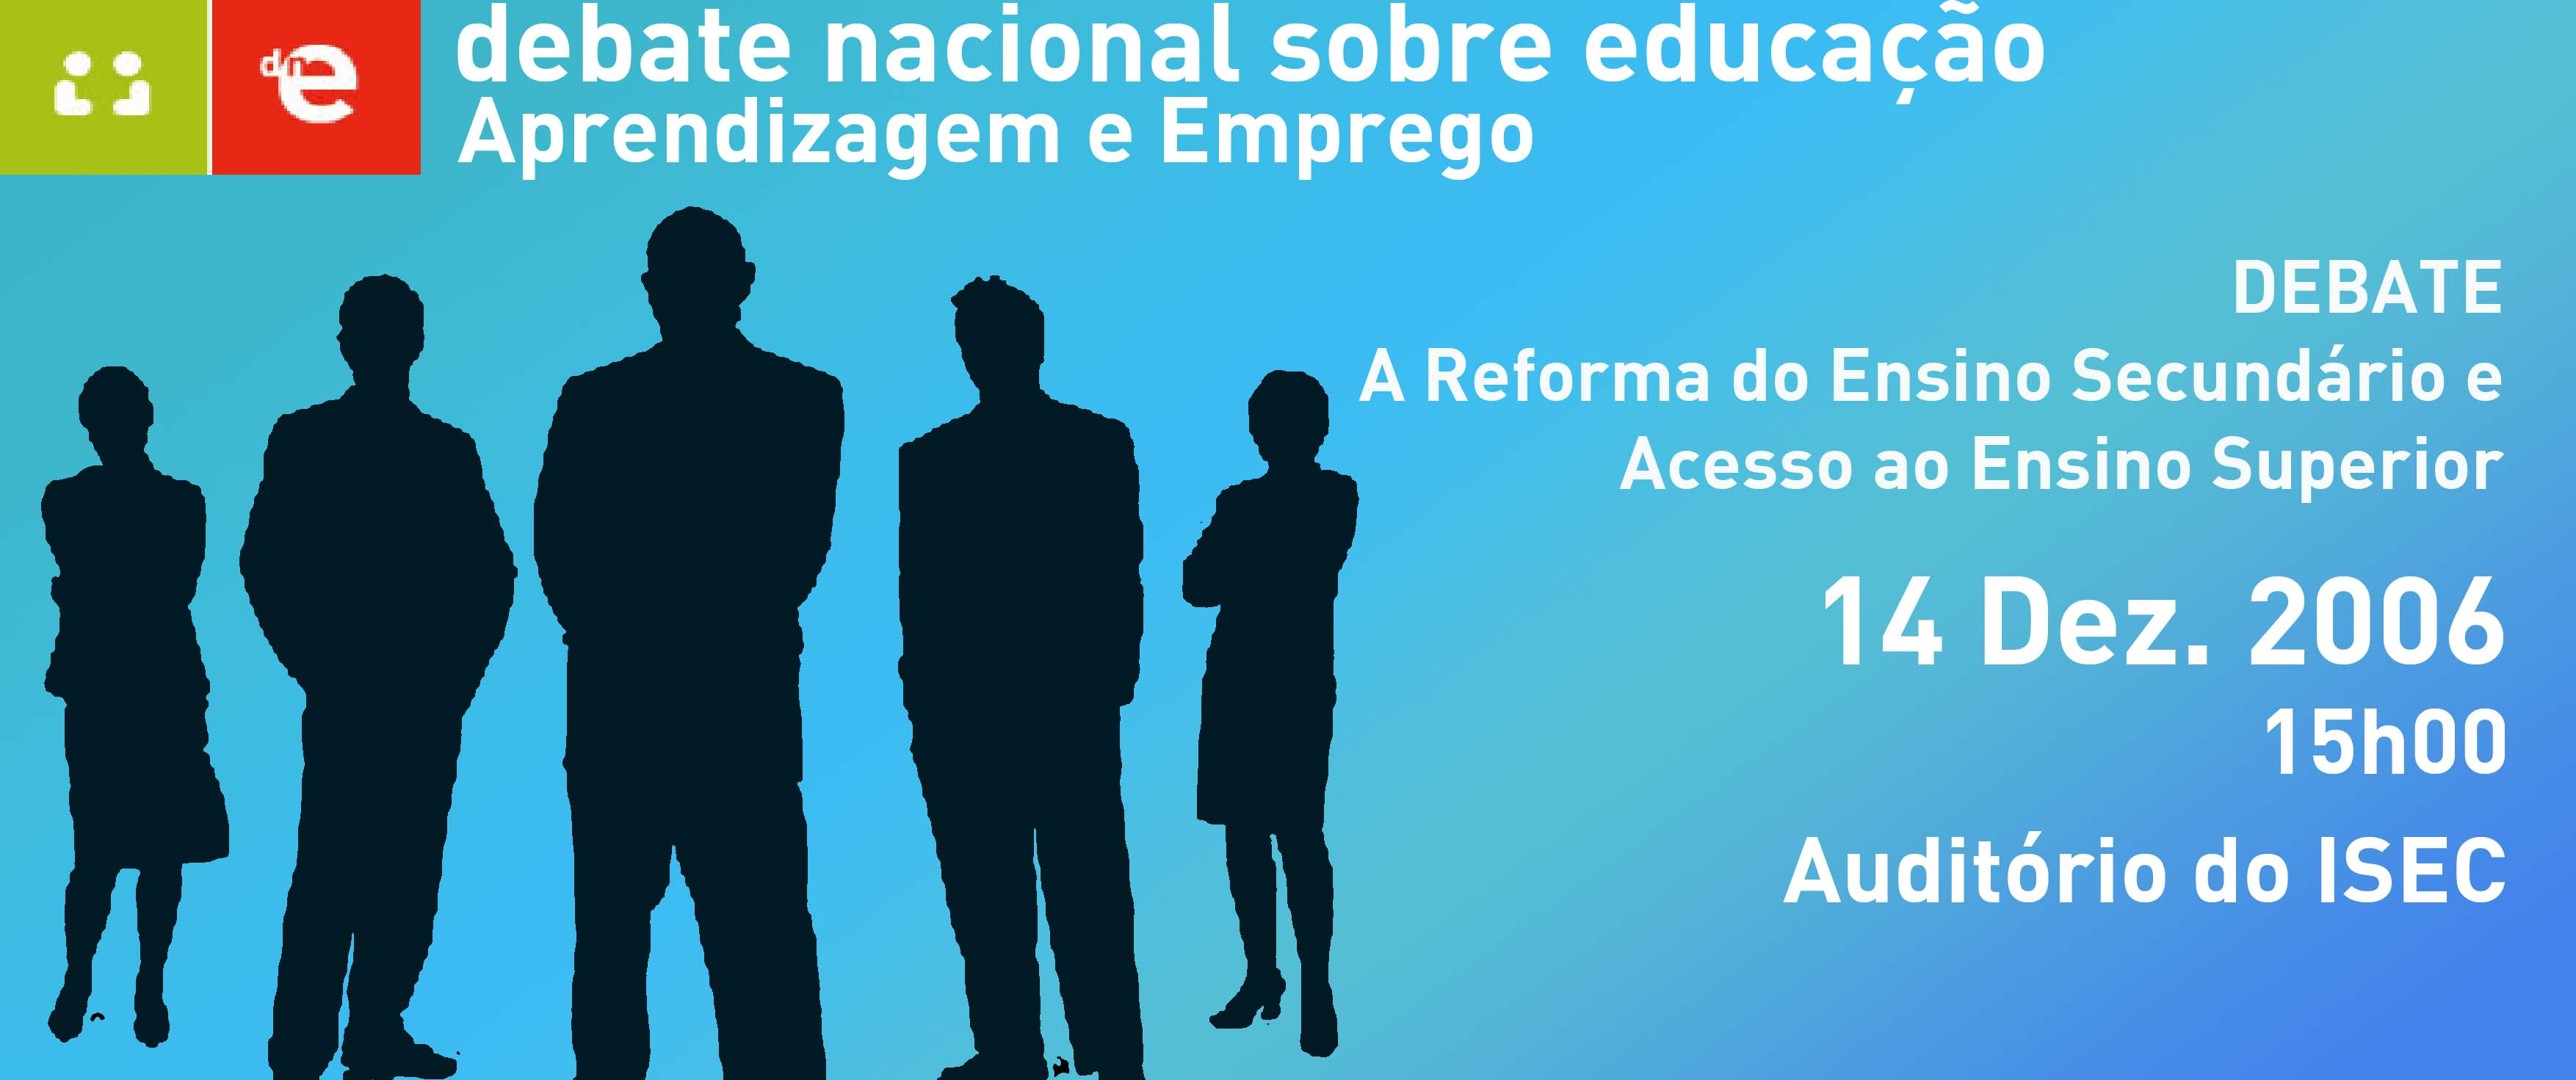 dne
debate nacional sobre educação
Aprendizagem e Emprego
DEBATE
A Reforma do Ensino Secundário e
Acesso ao Ensino Superior
14 Dez. 2006
15h00
Auditório do ISEC